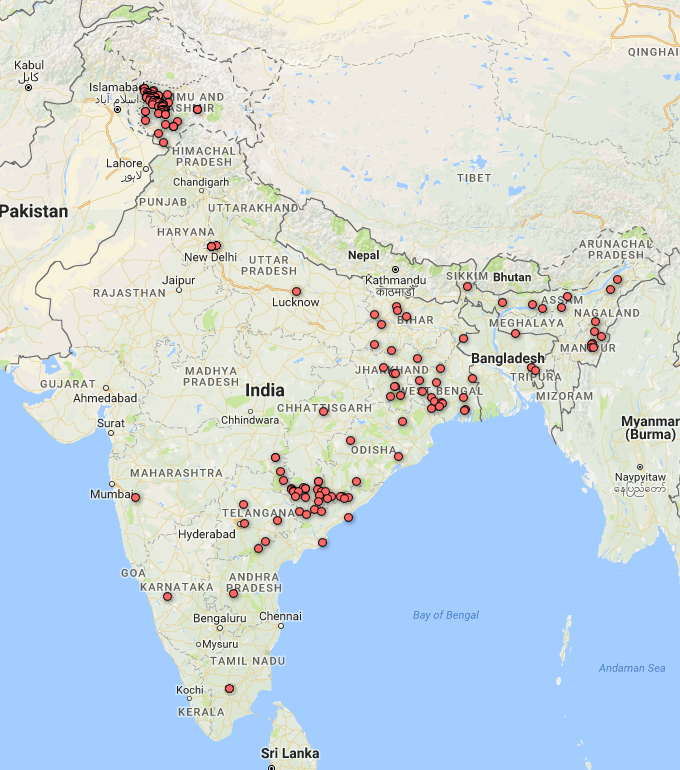 QINGHAI
Kabul
کابل
Islamabad
اسلام آباد
MMU AND
SHMIR
Lahore
لاہور
HIMACHAL
PRADESH
Chandigarh
TIBET
PUNJAB
UTTARAKHAND
Pakistan
HARYANA
New Delhi
Nepal
ARUNACHAL
PRADESH
UTTAR
PRADESH
SIKKIM
Bhutan
Kathmandu
काठमाडौँ
Jaipur
RAJASTHAN
Lucknow
ASSAM
NAGALAND
BIHAR
MEGHALAYA
MANIPUR
Bangladesh
MADHYA
PRADESH
JHARKHAND
TRIPURA
GUJARAT
India
WEST BENGAL
MIZORAM
Ahmedabad
CHHATTISGARH
Chhindwara
Surat
Myanmar
(Burma)
ODISHA
MAHARASHTRA
Naypyitaw
နေပြည်တော်
Mumbai
TELANGANA
Hyderabad
GOA
KARNATAKA
ANDHRA
PRADESH
Bay of Bengal
Bengaluru
Chennai
Mysuru
TAMIL NADU
Andaman Sea
Kochi
KERALA
Sri Lanka